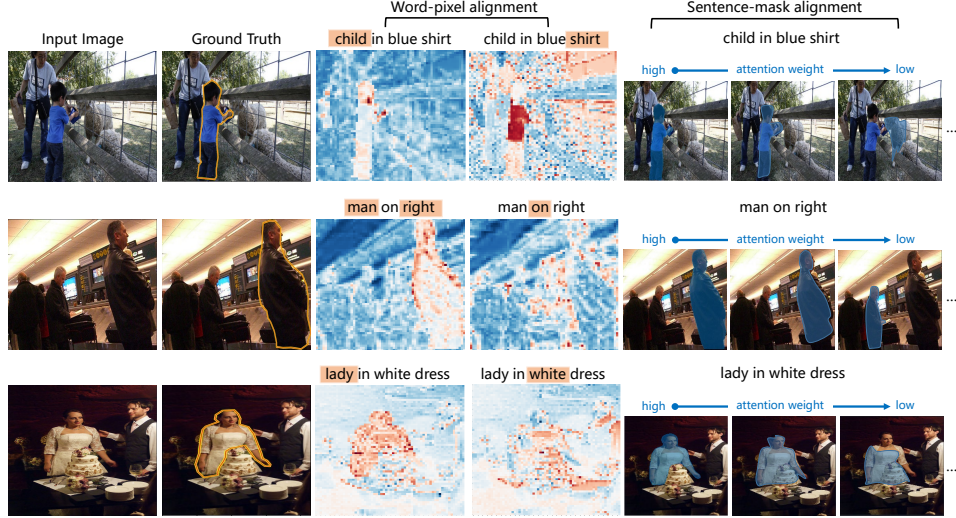 Word-pixel alignment
Sentence-mask alignment
Input Image
Ground Truth
child in blue shirt
child in blue shirt
child in blue shirt
high
attention weight
low
...
man on right
man on right
man on right
high
attention weight
low
...
lady in white dress
lady in white dress
lady in white dress
high
attention weight
low
...